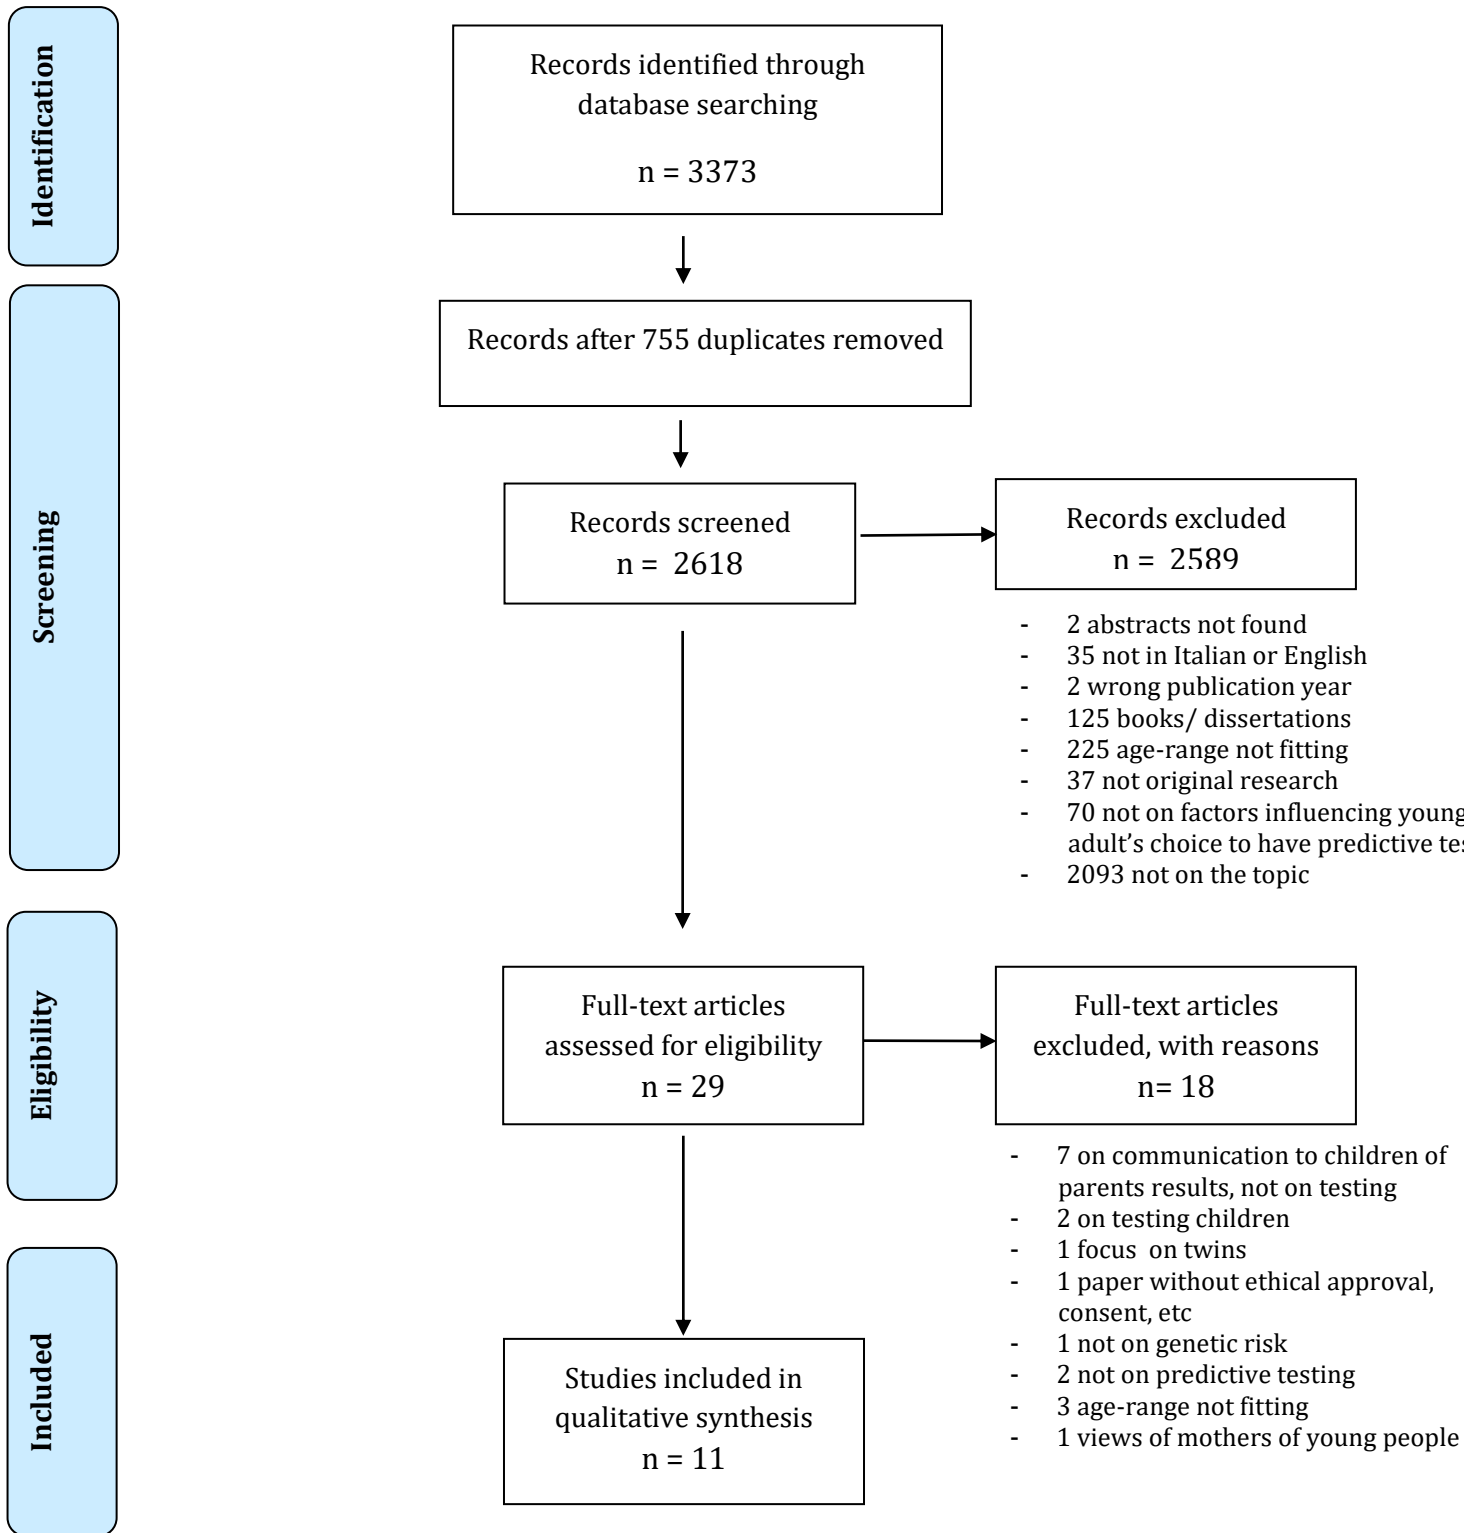 Identification
Records identified through
database searching
n = 3373
Screening
Records after 755 duplicates removed
Records screened
n = 2618
Records excluded
n = 2589
- 2 abstracts not found
- 35 not in Italian or English
- 2 wrong publication year
- 125 books/ dissertations
- 225 age-range not fitting
- 37 not original research
- 70 not on factors influencing young
adult’s choice to have predictive tes
- 2093 not on the topic
Eligibility
Full-text articles
assessed for eligibility
n = 29
Full-text articles
excluded, with reasons
n= 18
- 7 on communication to children of
parents results, not on testing
- 2 on testing children
- 1 focus on twins
- 1 paper without ethical approval,
consent, etc
- 1 not on genetic risk
- 2 not on predictive testing
- 3 age-range not fitting
- 1 views of mothers of young people
Included
Studies included in
qualitative synthesis
n = 11